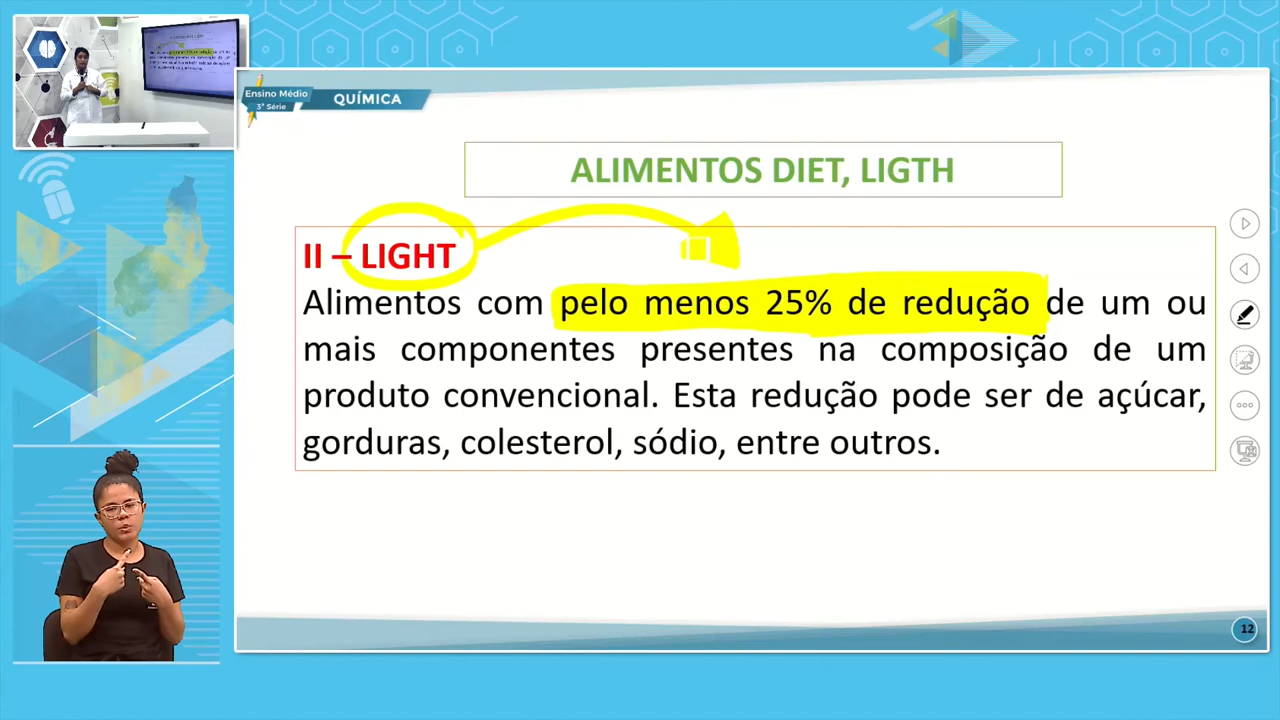 Ensino Médio
3ª Série
QUÍMICA
ALIMENTOS DIET, LIGTH
II – LIGHT
Alimentos com pelo menos 25% de redução de um ou
mais componentes presentes na composição de um
produto convencional. Esta redução pode ser de açúcar,
gorduras, colesterol, sódio, entre outros.
12